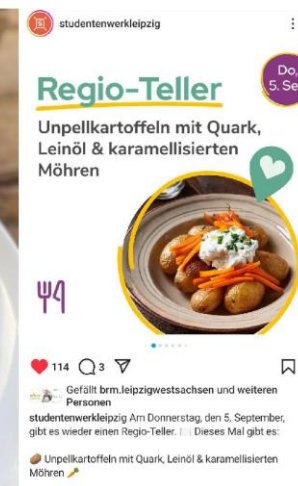 studentenwerkleipzig
Do,
5. Se
Regio-Teller
Unpellkartoffeln mit Quark,
Leinöl & karamellisierten
Möhren
114 3
Gefällt brm.leipzigwestsachsen und weiteren
Personen
studentenwerkleipzig Am Donnerstag, den 5. September,
gibt es wieder einen Regio-Teller. Dieses Mal gibt es:
🥔 Unpellkartoffeln mit Quark, Leinöl & karamellisierten
Möhren 🥕